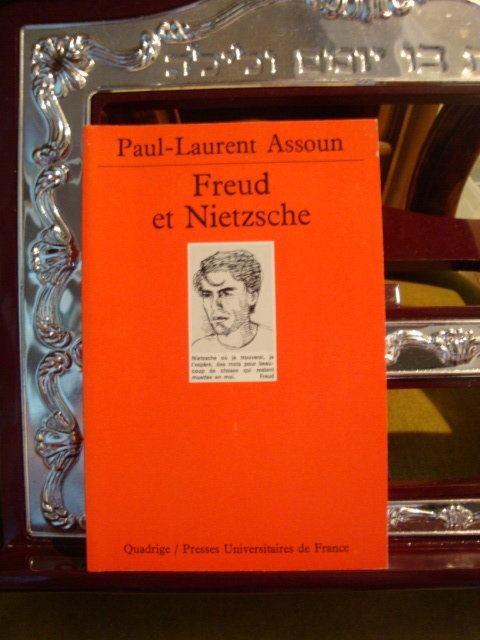 בו יומם ולילה
Paul-Laurent Assoun
Freud
et Nietzsche
Nietzsche où je trouverai, je
l'espère, des mots pour beau-
coup de choses qui restent
muettes en moi. Freud
Quadrige / Presses Universitaires de France